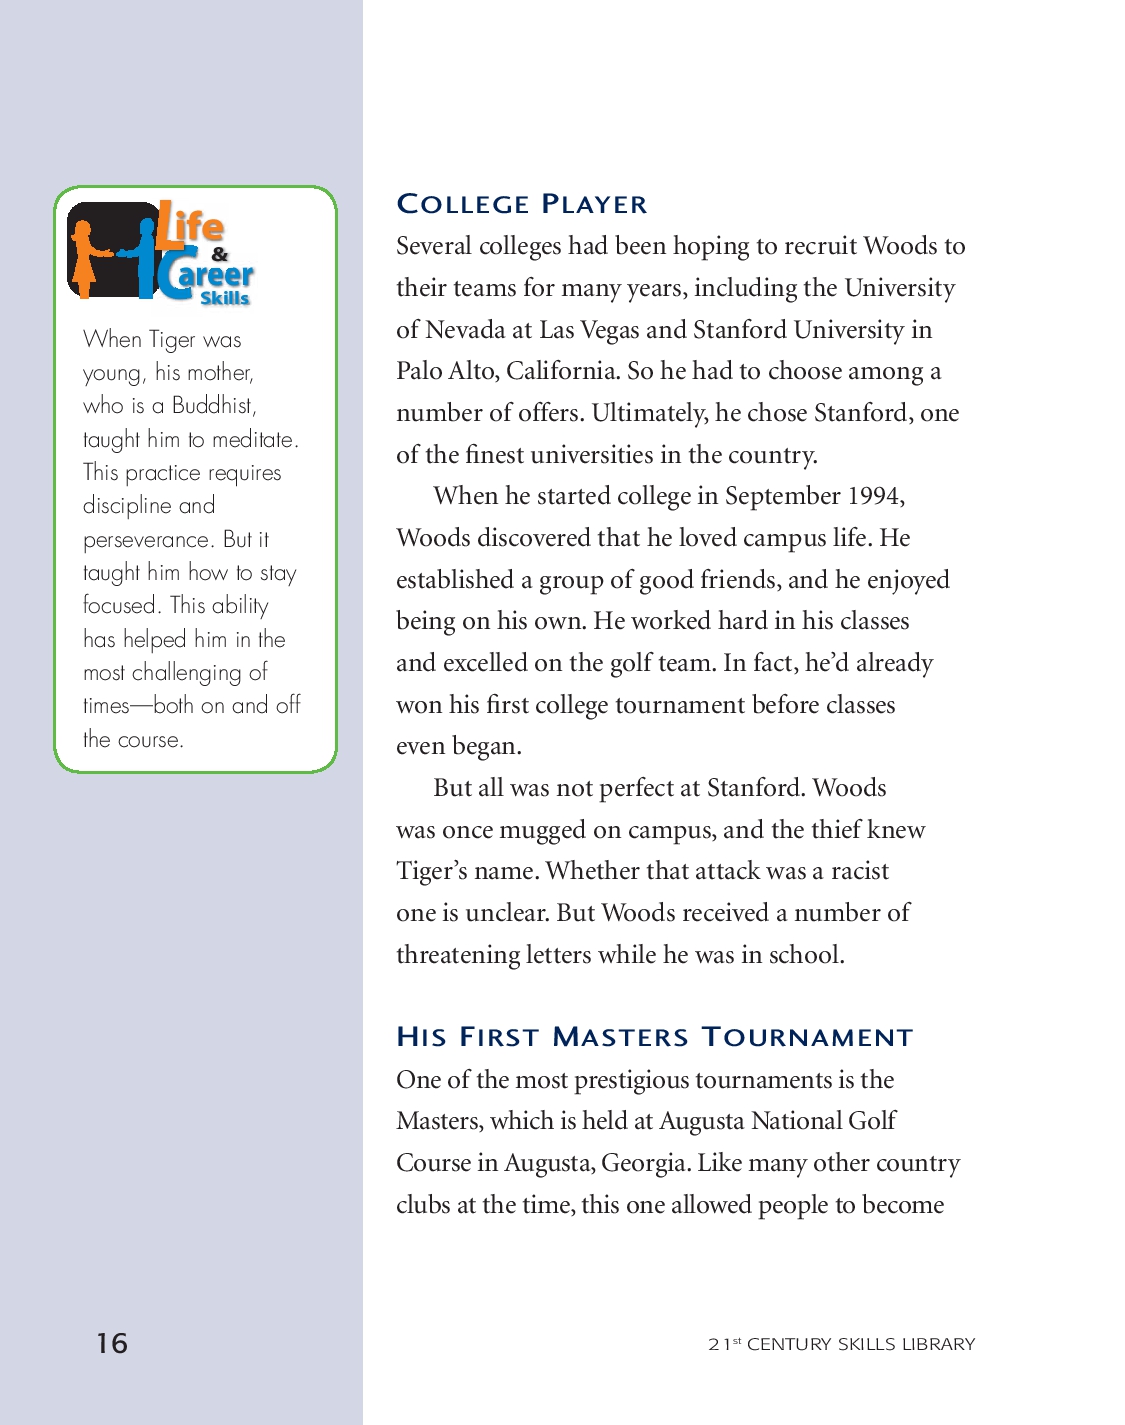 Life
&
Career
Skills
When Tiger was
young, his mother,
who is a Buddhist,
taught him to meditate.
This practice requires
discipline and
perseverance. But it
taught him how to stay
focused. This ability
has helped him in the
most challenging of
times—both on and off
the course.
COLLEGE PLAYER
Several colleges had been hoping to recruit Woods to
their teams for many years, including the University
of Nevada at Las Vegas and Stanford University in
Palo Alto, California. So he had to choose among a
number of offers. Ultimately, he chose Stanford, one
of the finest universities in the country.
When he started college in September 1994,
Woods discovered that he loved campus life. He
established a group of good friends, and he enjoyed
being on his own. He worked hard in his classes
and excelled on the golf team. In fact, he’d already
won his first college tournament before classes
even began.
But all was not perfect at Stanford. Woods
was once mugged on campus, and the thief knew
Tiger’s name. Whether that attack was a racist
one is unclear. But Woods received a number of
threatening letters while he was in school.
HIS FIRST MASTERS TOURNAMENT
One of the most prestigious tournaments is the
Masters, which is held at Augusta National Golf
Course in Augusta, Georgia. Like many other country
clubs at the time, this one allowed people to become
16
21st CENTURY SKILLS LIBRARY